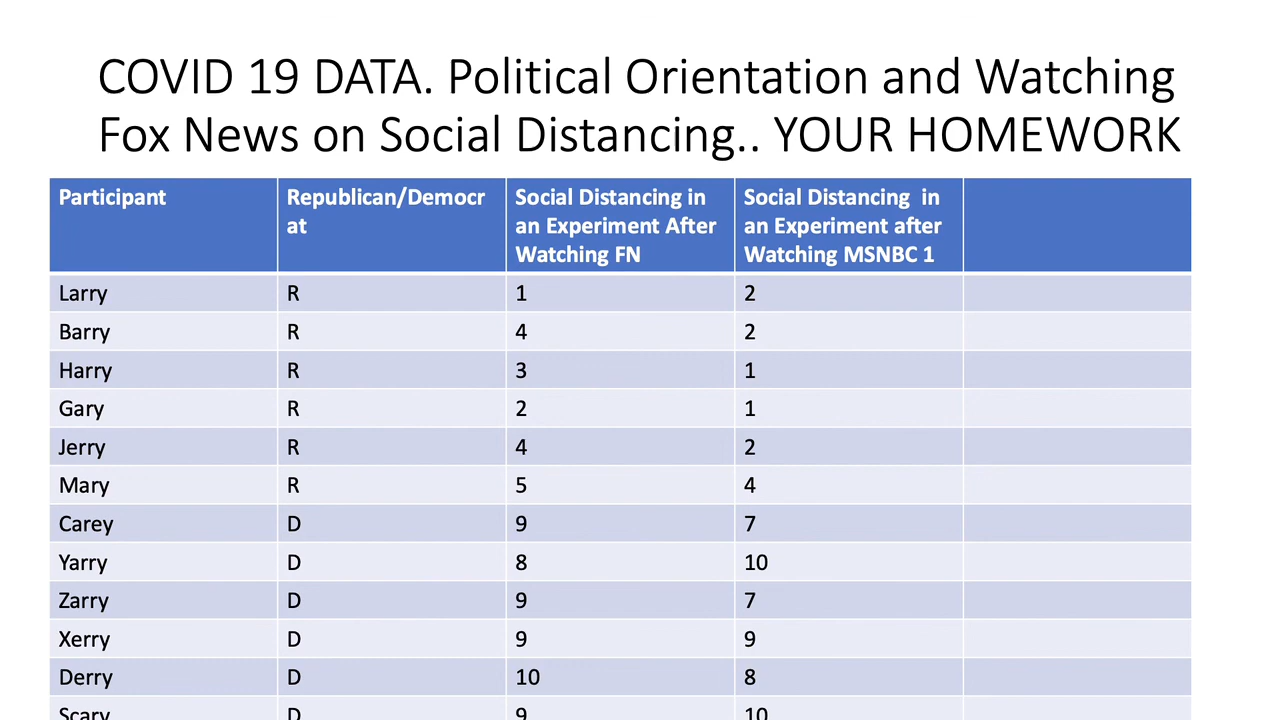 COVID 19 DATA. Political Orientation and Watching
Fox News on Social Distancing.. YOUR HOMEWORK
Participant Republican/Democr at Social Distancing in an Experiment After Watching FN Social Distancing in an Experiment after Watching MSNBC 1
Larry R 1 2
Barry R 4 2
Harry R 3 1
Gary R 2 1
Jerry R 4 2
Mary R 5 4
Carey D 9 7
Yarry D 8 10
Zarry D 9 7
Xerry D 9 9
Derry D 10 8
Scary D 9 10